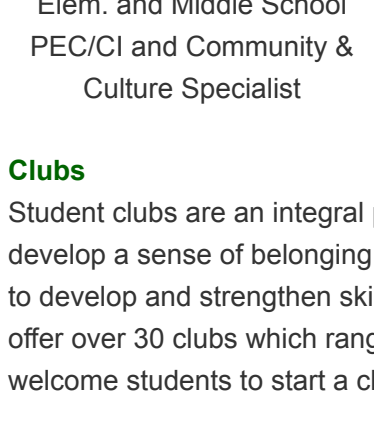 Elem. and Middle School
PEC/CI and Community &
Culture Specialist
Clubs
Student clubs are an integral
develop a sense of belonging
to develop and strengthen ski
offer over 30 clubs which rang
welcome students to start a cl